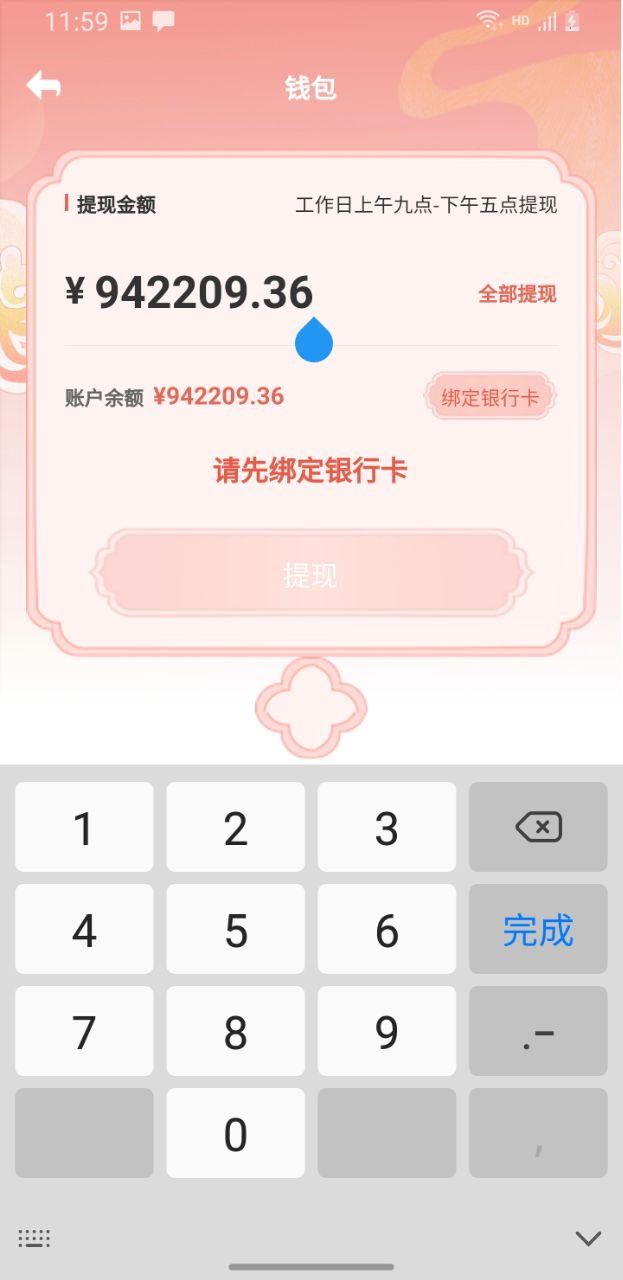 11:59 HD
钱包
提现金额 工作日上午九点-下午五点提现
¥ 942209.36 全部提现
账户余额 ¥942209.36 绑定银行卡
请先绑定银行卡
提现
1 2 3
4 5 6 完成
7 8 9 .-
0 ,